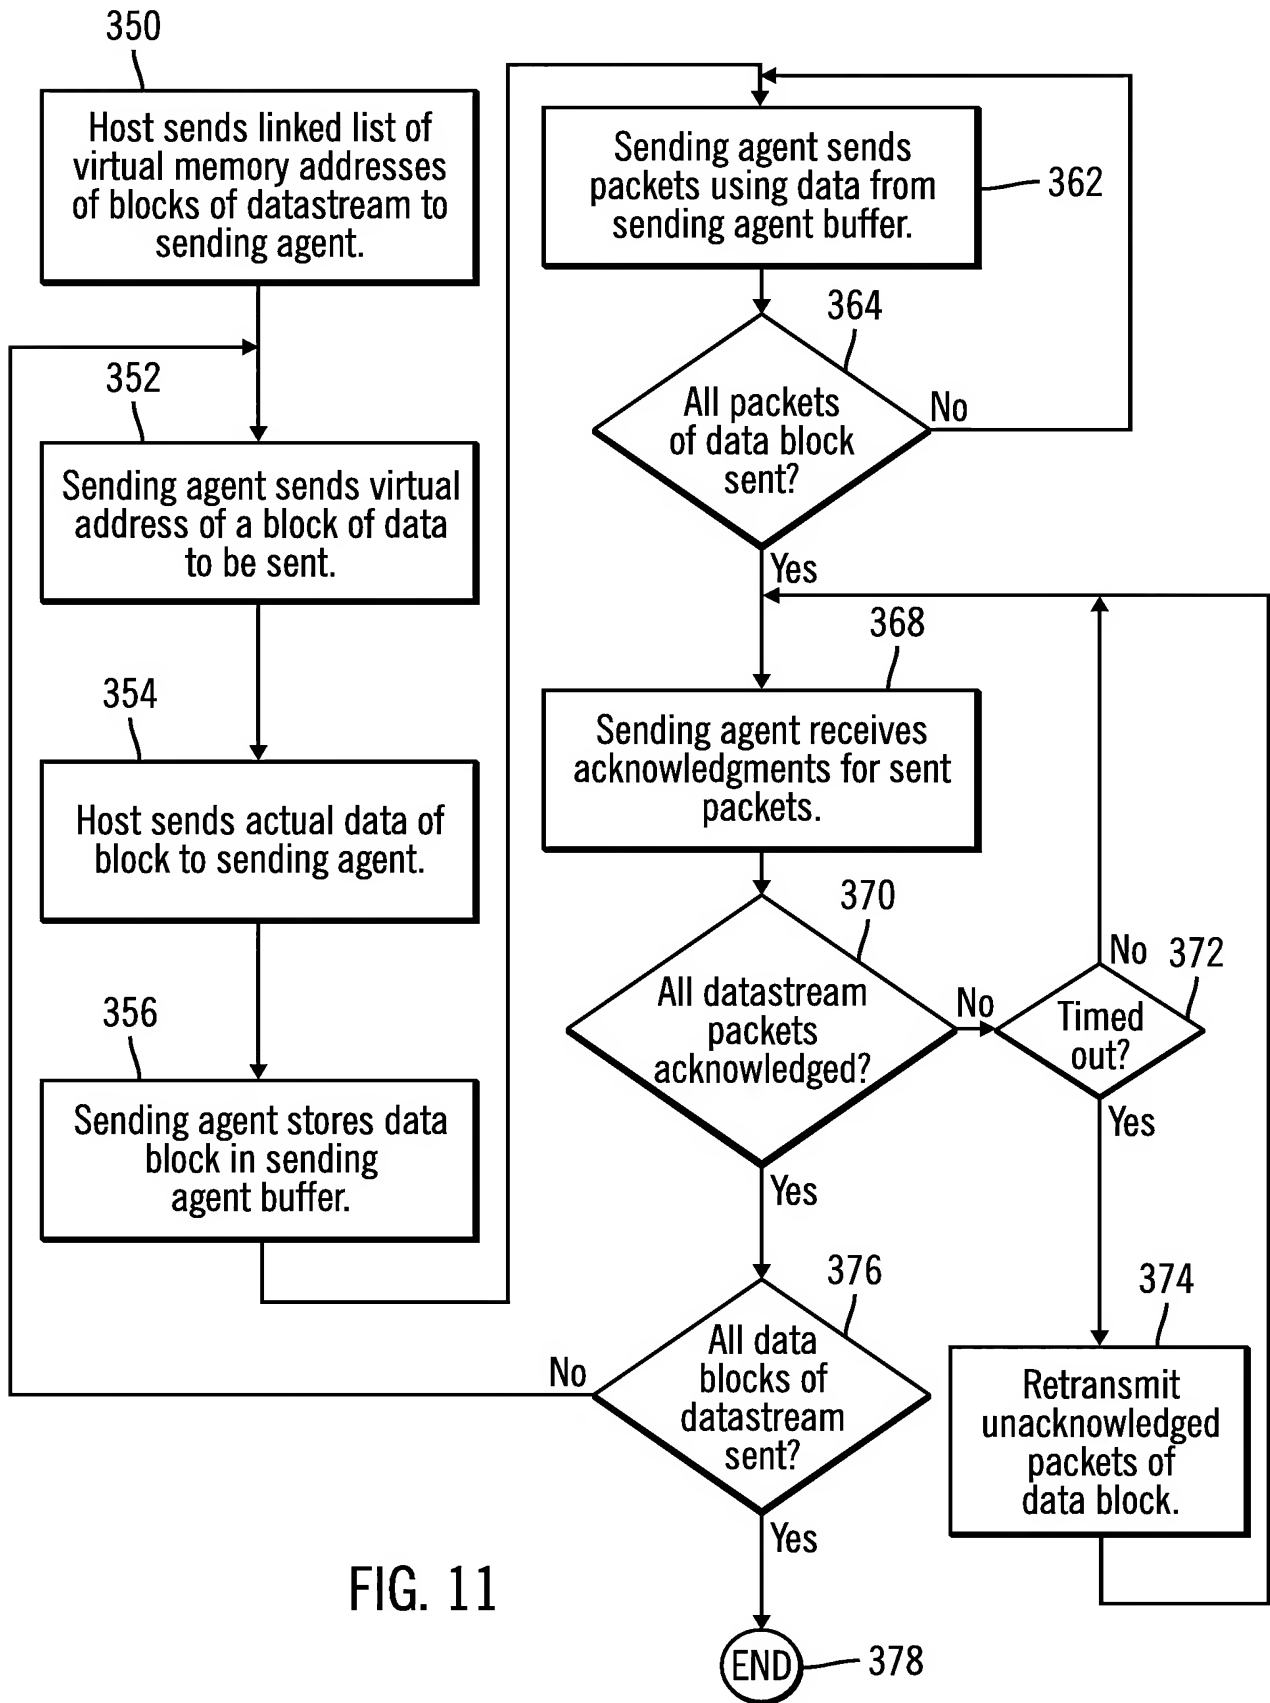 350
Host sends linked list of
virtual memory addresses
of blocks of datastream to
sending agent.
352
Sending agent sends virtual
address of a block of data
to be sent.
354
Host sends actual data of
block to sending agent.
356
Sending agent stores data
block in sending
agent buffer.
Sending agent sends
packets using data from
sending agent buffer.
362
364
All packets
of data block
sent?
No
Yes
368
Sending agent receives
acknowledgments for sent
packets.
370
All datastream
packets
acknowledged?
No
Yes
372
Timed
out?
No
Yes
374
Retransmit
unacknowledged
packets of
data block.
376
All data
blocks of
datastream
sent?
No
Yes
END
378
FIG. 11